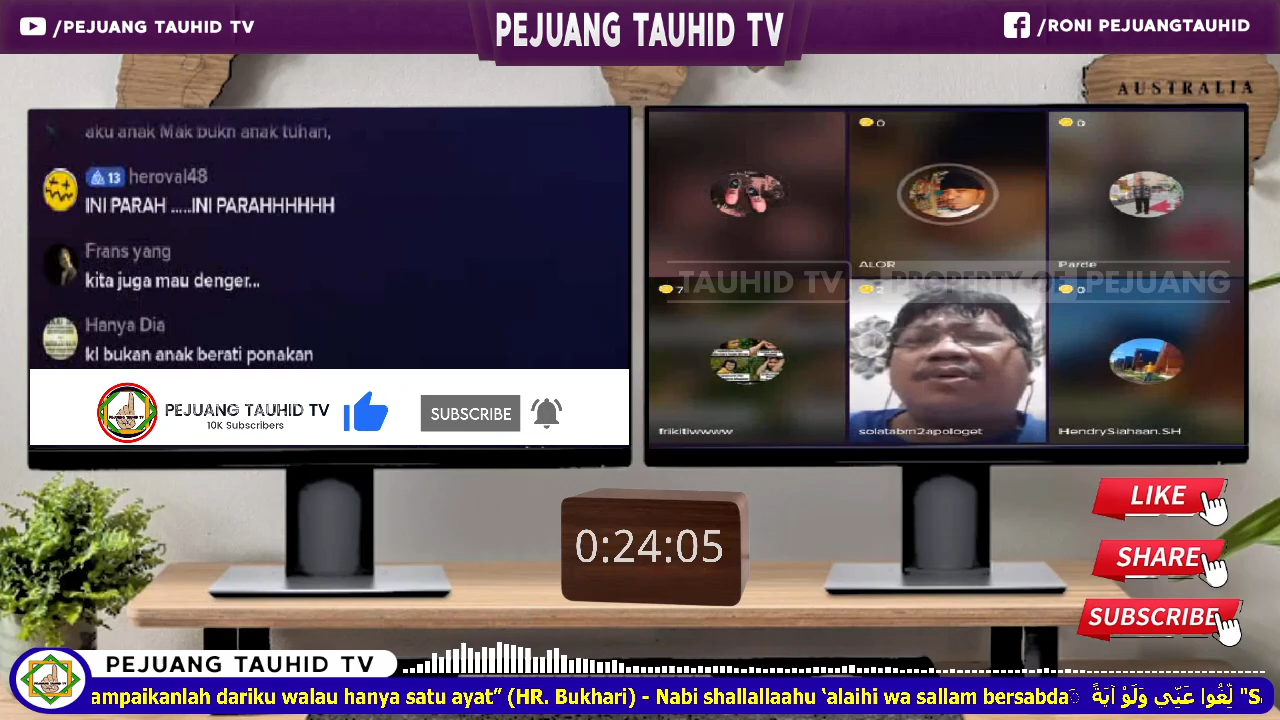 /PEJUANG TAUHID TV
PEJUANG TAUHID TV
/RONI PEJUANGTAUHID
AUSTRALIA
aku anak Mak bukn anak tuhan,
13 heroval48
INI PARAH .....INI PARAHHHHHH
Frans yang
kita juga mau denger...
Hanya Dia
kl bukan anak berati ponakan
PEJUANG TAUHID TV
10K Subscribers
SUBSCRIBE
0
0
ALOR
Parde
TAUHID TV
PROPERTY OF PEJUANG
7
2
0
frikitiwwww
solatabm2apologet
HendrySiahaan.SH
0:24:05
LIKE
SHARE
SUBSCRIBE
PEJUANG TAUHID TV
ampaikanlah dariku walau hanya satu ayat” (HR. Bukhari) - Nabi shallallaahu ‘alaihi wa sallam bersabda